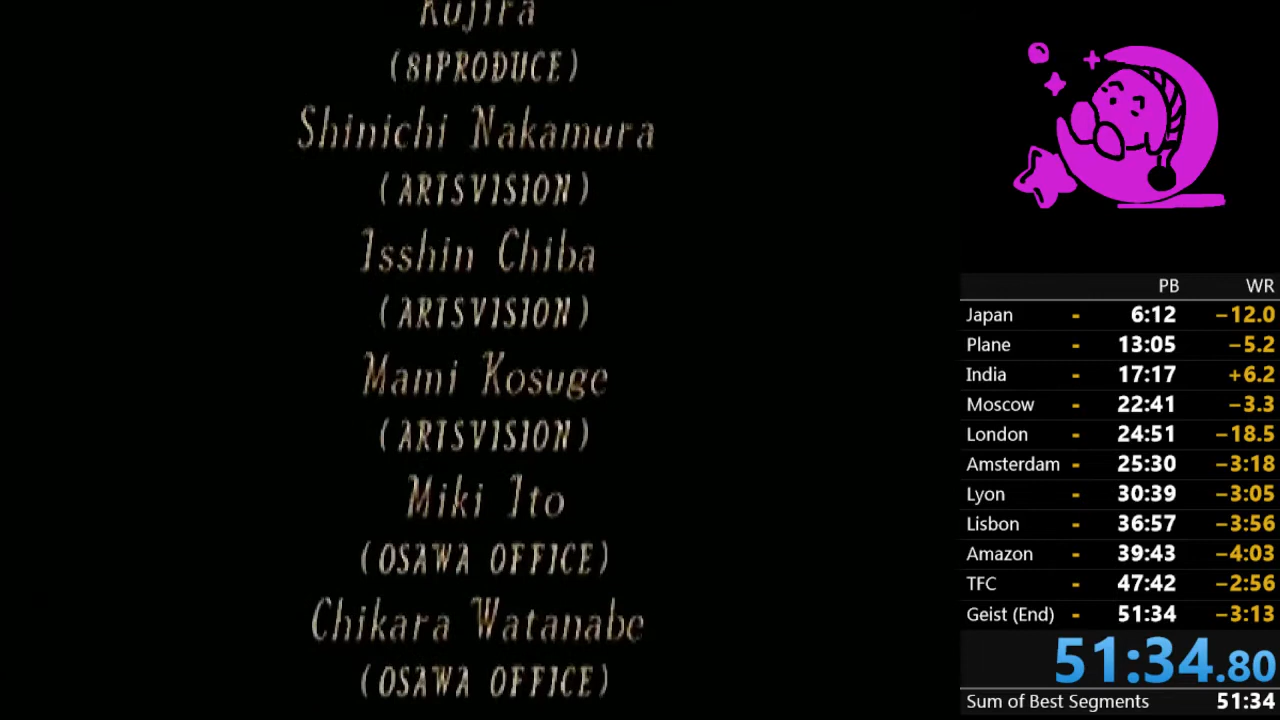 Kujira
(81PRODUCE)
Shinichi Nakamura
(ARTSVISION)
Isshin Chiba
(ARTSVISION)
Mami Kosuge
(ARTSVISION)
Miki Ito
(OSAWA OFFICE)
Chikara Watanabe
(OSAWA OFFICE)
PB WR
Japan - 6:12 −12.0
Plane - 13:05 −5.2
India - 17:17 +6.2
Moscow - 22:41 −3.3
London - 24:51 −18.5
Amsterdam - 25:30 −3:18
Lyon - 30:39 −3:05
Lisbon - 36:57 −3:56
Amazon - 39:43 −4:03
TFC - 47:42 −2:56
Geist (End) - 51:34 −3:13
51:34.80
Sum of Best Segments 51:34